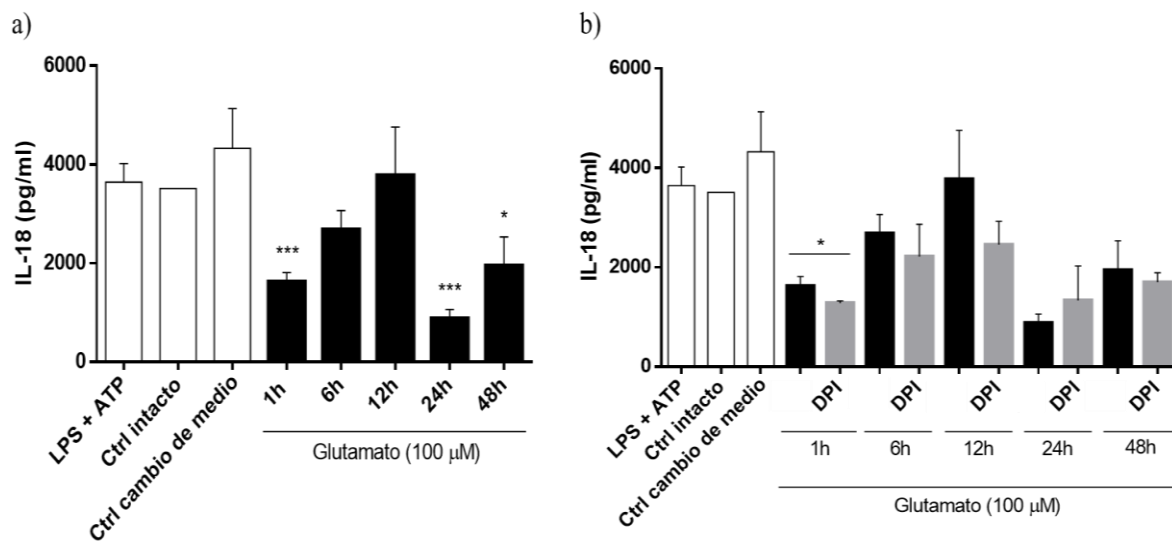 a)
6000
4000
2000
0
IL-18 (pg/ml)
***
***
*
LPS + ATP
Ctrl intacto
Ctrl cambio de medio
1h
6h
12h
24h
48h
Glutamato (100 µM)
b)
6000
4000
2000
0
IL-18 (pg/ml)
*
LPS + ATP
Ctrl intacto
Ctrl cambio de medio
DPI
DPI
DPI
DPI
DPI
1h
6h
12h
24h
48h
Glutamato (100 µM)